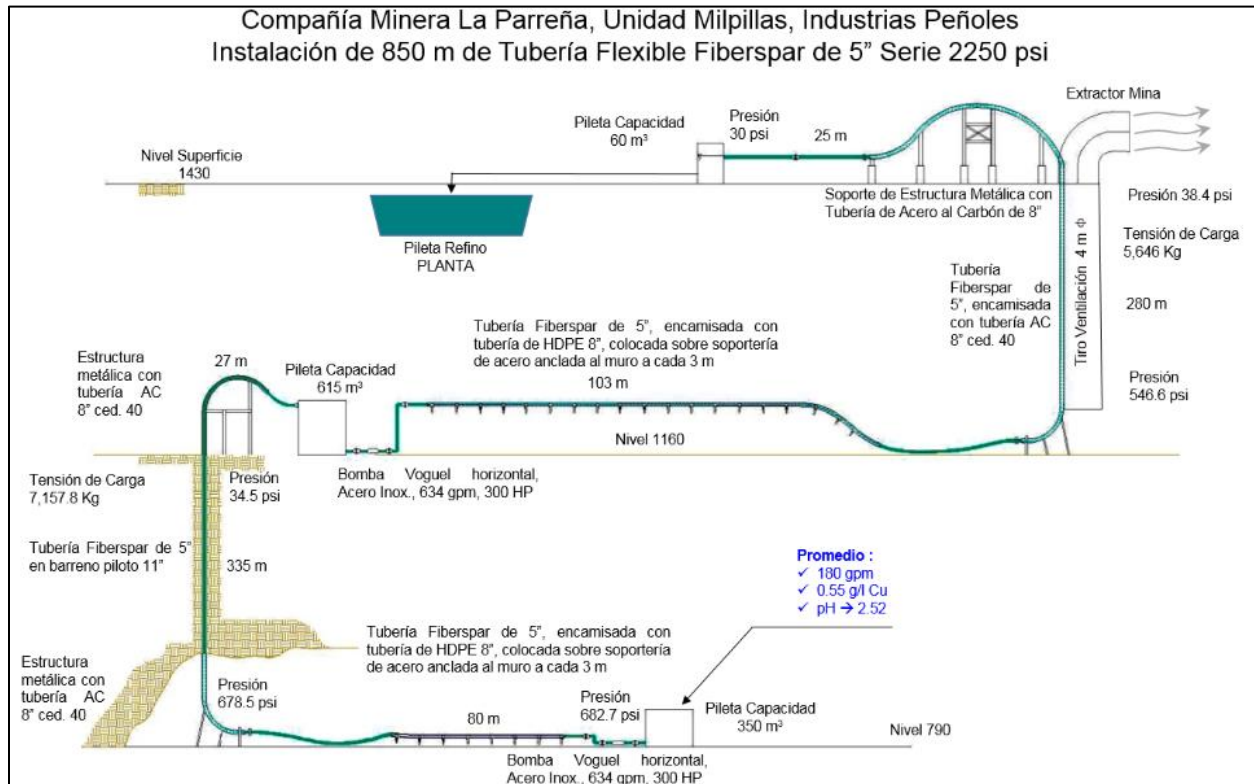 Compañía Minera La Parreña, Unidad Milpillas, Industrias Peñoles
Instalación de 850 m de Tubería Flexible Fiberspar de 5” Serie 2250 psi
Extractor Mina
Pileta Capacidad
60 m³
Presión
30 psi
25 m
Nivel Superficie
1430
Soporte de Estructura Metálica con
Tubería de Acero al Carbón de 8”
Presión 38.4 psi
Tensión de Carga
5,646 Kg
280 m
Presión
546.6 psi
Tiro Ventilación 4 m Φ
Pileta Refino
PLANTA
Tubería
Fiberspar de
5”, encamisada
con tubería AC
8” ced. 40
Tubería Fiberspar de 5”, encamisada con
tubería de HDPE 8”, colocada sobre soportería
de acero anclada al muro a cada 3 m
103 m
Estructura
metálica con
tubería AC
8” ced. 40
27 m
Pileta Capacidad
615 m³
Nivel 1160
Bomba Voguel horizontal,
Acero Inox., 634 gpm, 300 HP
Tensión de Carga
7,157.8 Kg
Presión
34.5 psi
Tubería Fiberspar de 5”
en barreno piloto 11”
335 m
Promedio :
✓ 180 gpm
✓ 0.55 g/l Cu
✓ pH → 2.52
Tubería Fiberspar de 5”, encamisada con
tubería de HDPE 8”, colocada sobre soportería
de acero anclada al muro a cada 3 m
Estructura
metálica con
tubería AC
8” ced. 40
Presión
678.5 psi
80 m
Presión
682.7 psi
Pileta Capacidad
350 m³
Nivel 790
Bomba Voguel horizontal,
Acero Inox., 634 gpm, 300 HP